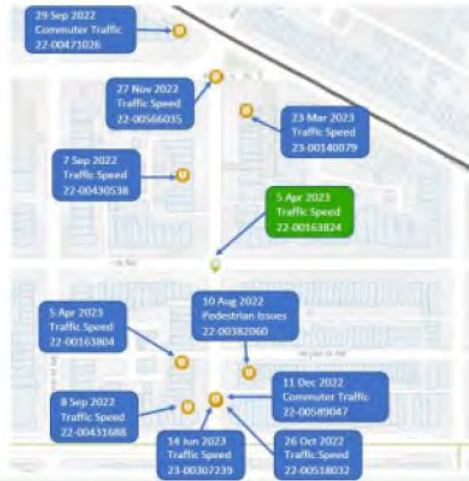 29 Sep 2022
Commuter Traffic
22-00471026
27 Nov 2022
Traffic Speed
22-00566035
23 Mar 2023
Traffic Speed
23-00140079
7 Sep 2022
Traffic Speed
22-00430538
5 Apr 2023
Traffic Speed
22-00163824
5 Apr 2023
Traffic Speed
22-00163804
10 Aug 2022
Pedestrian Issues
22-00382060
11 Dec 2022
Commuter Traffic
22-00589047
8 Sep 2022
Traffic Speed
22-00431688
14 Jun 2023
Traffic Speed
23-00307239
26 Oct 2022
Traffic Speed
22-00518032